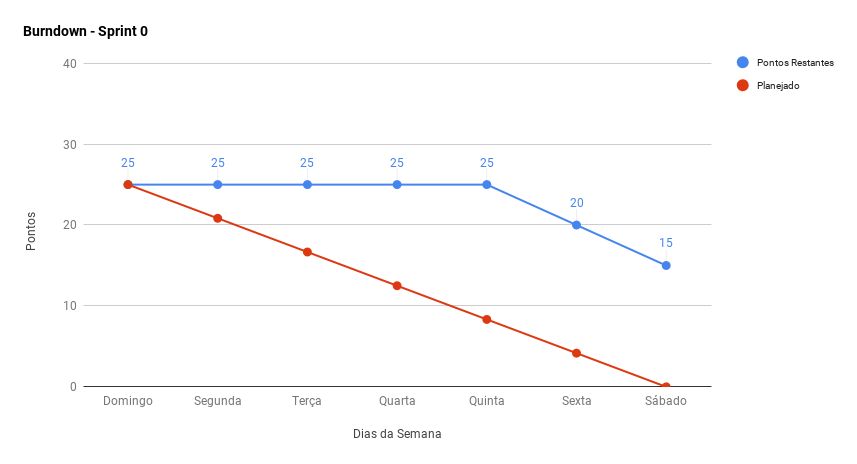 Burndown - Sprint 0
Pontos Restantes
Planejado
40
30
20
10
0
Pontos
25
25
25
25
25
20
15
Domingo
Segunda
Terça
Quarta
Quinta
Sexta
Sábado
Dias da Semana